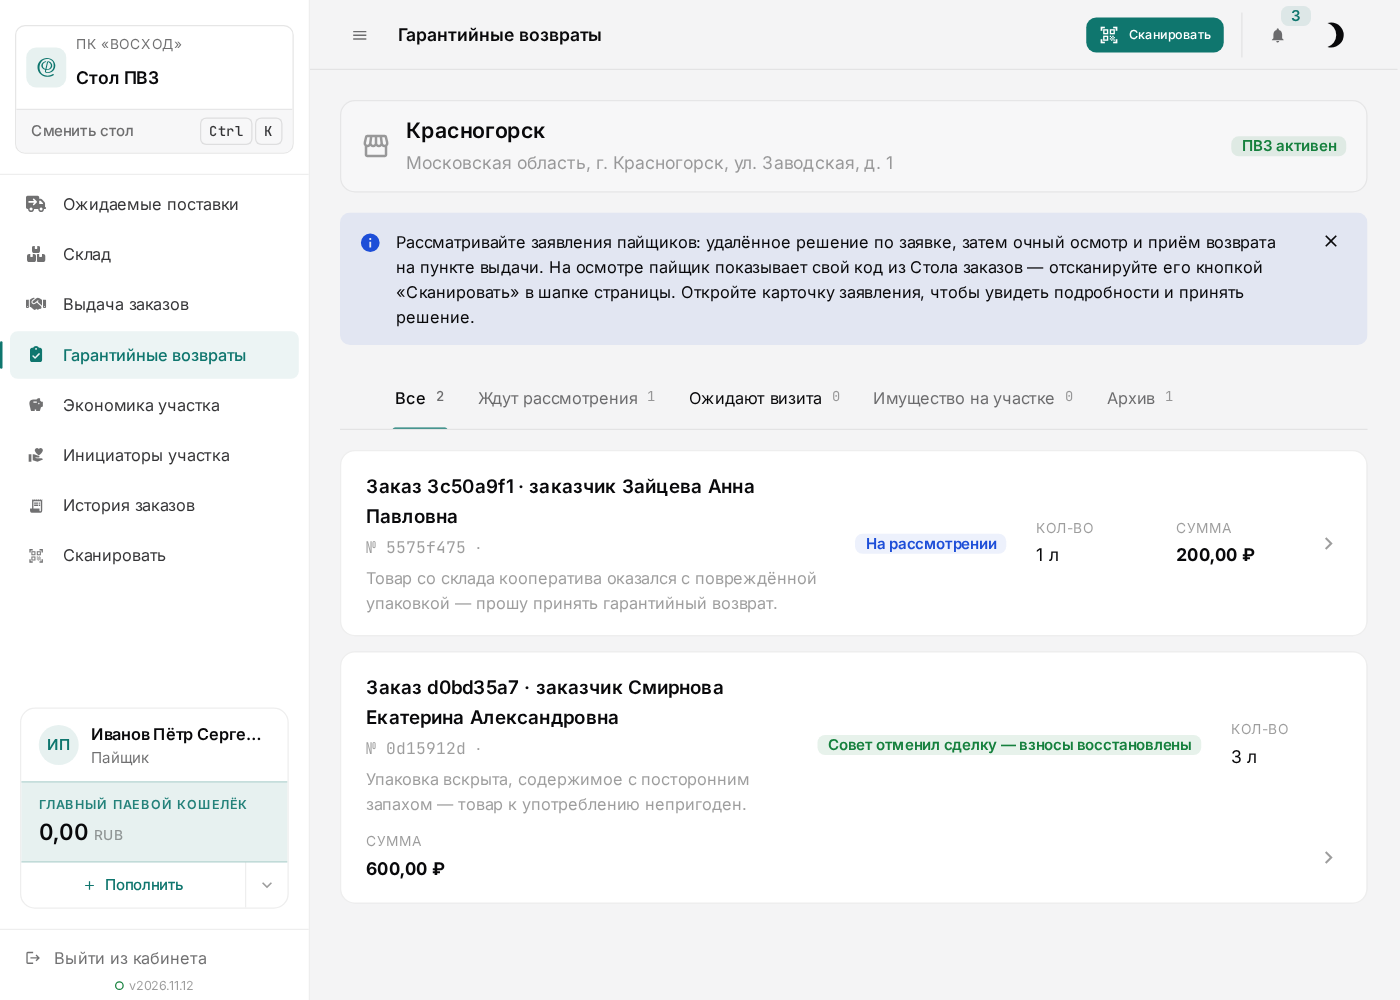 ПК «ВОСХОД»
Стол ПВЗ
Сменить стол
Ctrl K
Ожидаемые поставки
Склад
Выдача заказов
Гарантийные возвраты
Экономика участка
Инициаторы участка
История заказов
Сканировать
ИП
Иванов Пётр Серге...
Пайщик
ГЛАВНЫЙ ПАЕВОЙ КОШЕЛЁК
0,00 RUB
+ Пополнить
Выйти из кабинета
v2026.11.12
Гарантийные возвраты
Сканировать
3
Красногорск
Московская область, г. Красногорск, ул. Заводская, д. 1
ПВЗ активен
Рассматривайте заявления пайщиков: удалённое решение по заявке, затем очный осмотр и приём возврата
на пункте выдачи. На осмотре пайщик показывает свой код из Стола заказов — отсканируйте его кнопкой
«Сканировать» в шапке страницы. Откройте карточку заявления, чтобы увидеть подробности и принять
решение.
Все 2 Ждут рассмотрения 1 Ожидают визита 0 Имущество на участке 0 Архив 1
Заказ 3c50a9f1 · заказчик Зайцева Анна
Павловна
№ 5575f475 ·
Товар со склада кооператива оказался с повреждённой
упаковкой — прошу принять гарантийный возврат.
На рассмотрении
КОЛ-ВО
1 л
СУММА
200,00 ₽
Заказ d0bd35a7 · заказчик Смирнова
Екатерина Александровна
№ 0d15912d ·
Упаковка вскрыта, содержимое с посторонним
запахом — товар к употреблению непригоден.
Совет отменил сделку — взносы восстановлены
КОЛ-ВО
3 л
СУММА
600,00 ₽